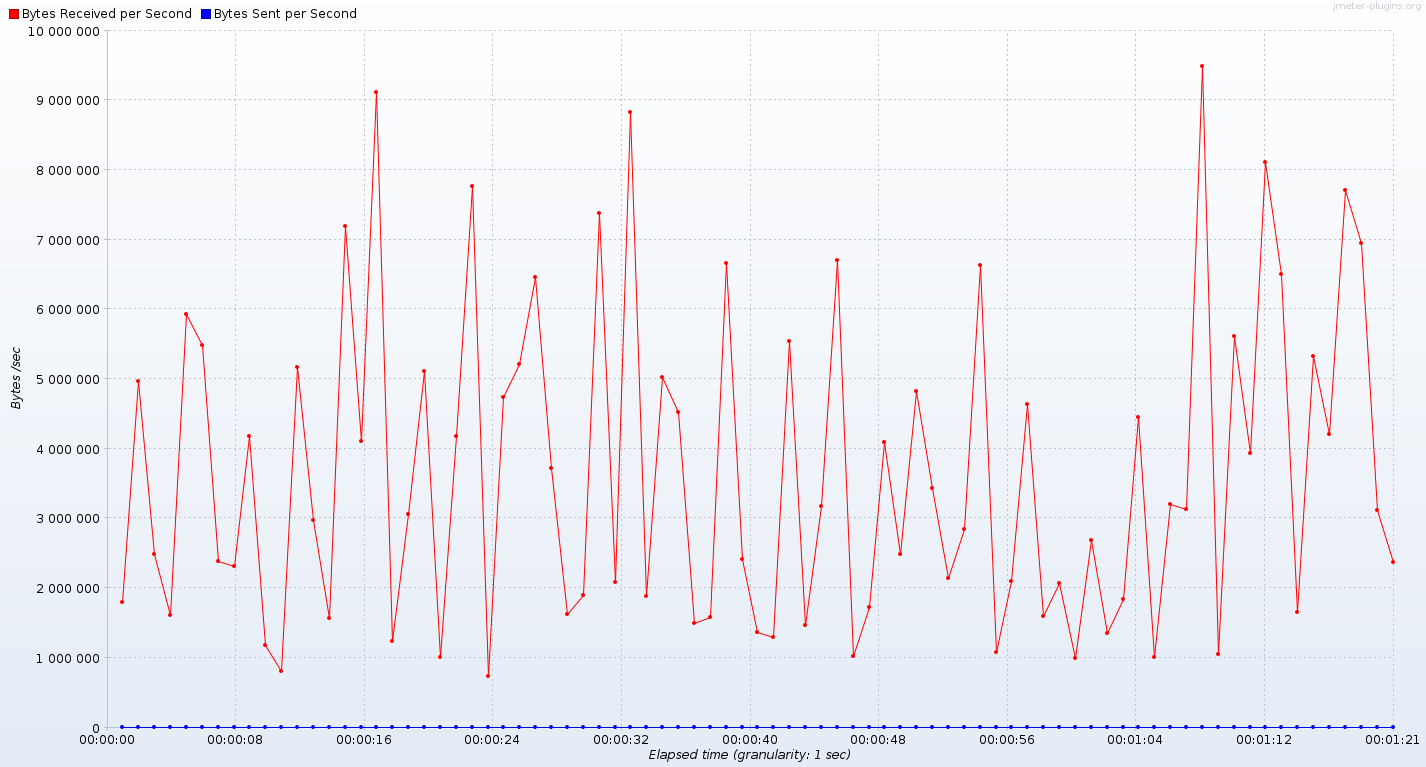 Bytes Received per Second Bytes Sent per Second
jmeter-plugins.org
10 000 000
9 000 000
8 000 000
7 000 000
6 000 000
5 000 000
4 000 000
3 000 000
2 000 000
1 000 000
0
Bytes /sec
00:00:00 00:00:08 00:00:16 00:00:24 00:00:32 00:00:40 00:00:48 00:00:56 00:01:04 00:01:12 00:01:21
Elapsed time (granularity: 1 sec)